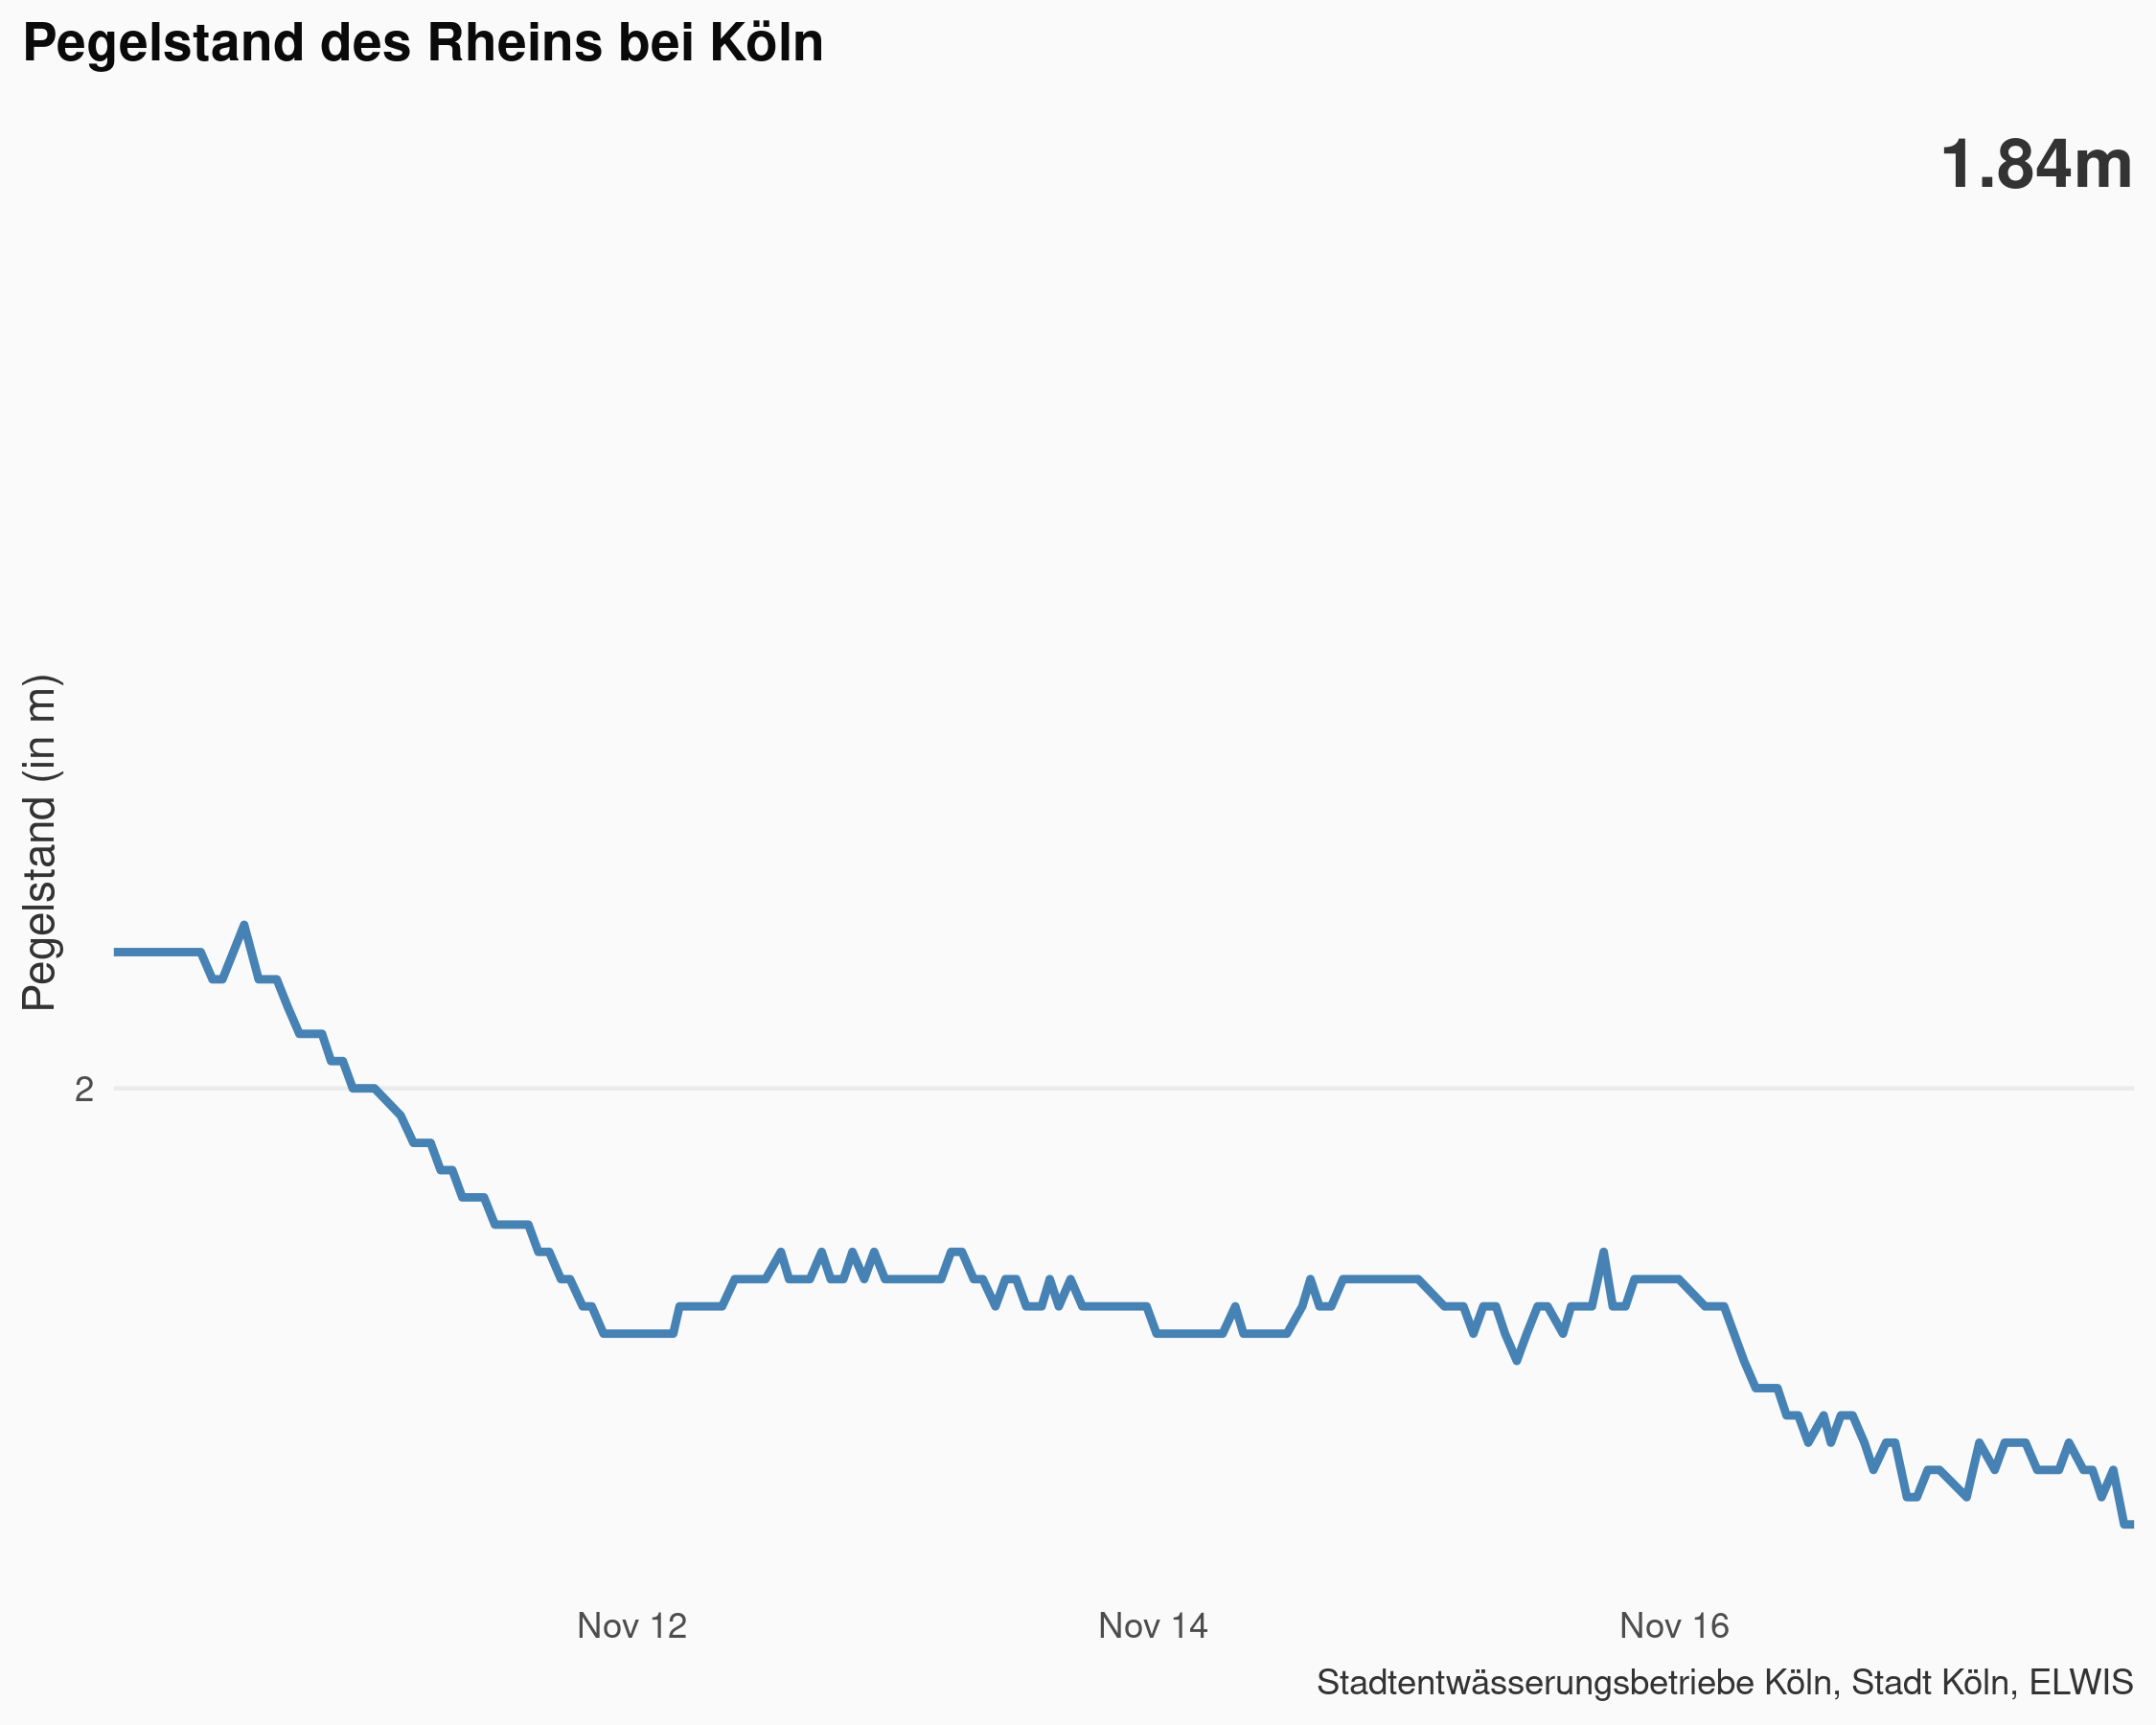 Pegelstand des Rheins bei Köln
1.84m
Pegelstand (in m)
2
Nov 12
Nov 14
Nov 16
Stadtentwässerungsbetriebe Köln, Stadt Köln, ELWIS